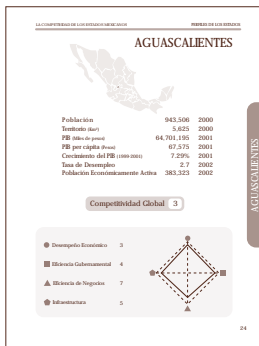 LA COMPETITIVIDAD DE LOS ESTADOS MEXICANOS PERFILES DE LOS ESTADOS
AGUASCALIENTES
Población 943,506 2000
Territorio (Km²) 5,625 2000
PIB (Miles de pesos) 64,701,195 2001
PIB per cápita (Pesos) 67,575 2001
Crecimiento del PIB (1999-2001) 7.29% 2001
Tasa de Desempleo 2.7 2002
Población Económicamente Activa 383,323 2002
AGUASCALIENTES
Competitividad Global 3
Desempeño Económico 3
Eficiencia Gubernamental 4
Eficiencia de Negocios 7
Infraestructura 5
24